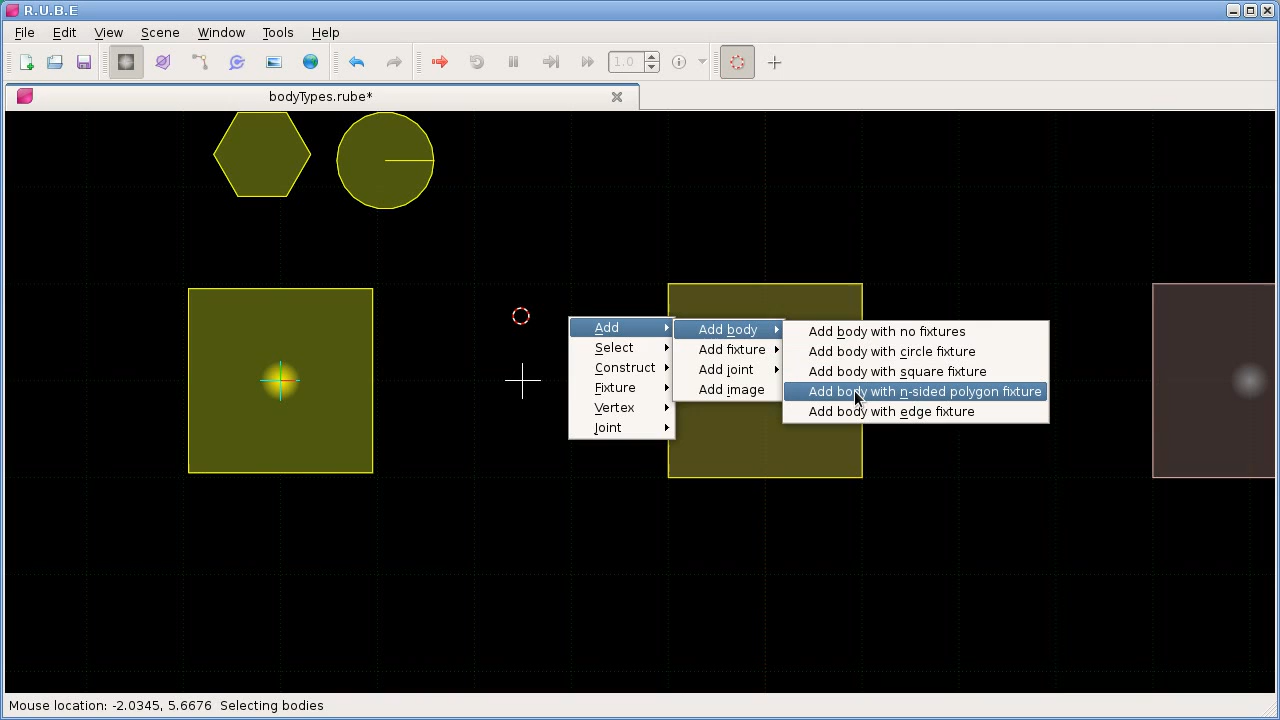 R.U.B.E
File Edit View Scene Window Tools Help
1.0
bodyTypes.rube*
Add
Select
Construct
Fixture
Vertex
Joint
Add body
Add fixture
Add joint
Add image
Add body with no fixtures
Add body with circle fixture
Add body with square fixture
Add body with n-sided polygon fixture
Add body with edge fixture
Mouse location: -2.0345, 5.6676 Selecting bodies